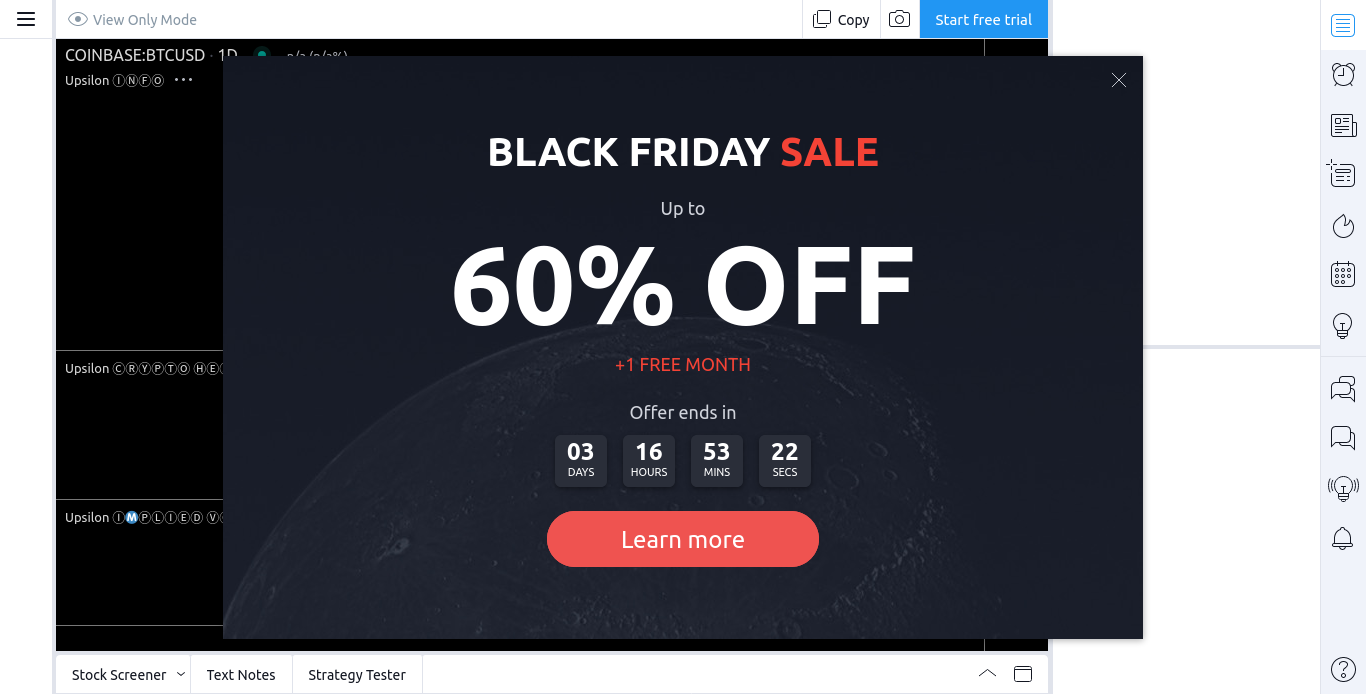 View Only Mode
Copy
Start free trial
COINBASE:BTCUSD · 1D
Upsilon ⒾⓃⒻⓄ
BLACK FRIDAY SALE
Up to
60% OFF
+1 FREE MONTH
Upsilon ⒸⓇⓎⓅⓉⓄ ⒽⒺ
Offer ends in
03 16 53 22
DAYS HOURS MINS SECS
Upsilon ⒾⓂⓅⓁⒾⒺⒹ Ⓥ
Learn more
Stock Screener
Text Notes
Strategy Tester